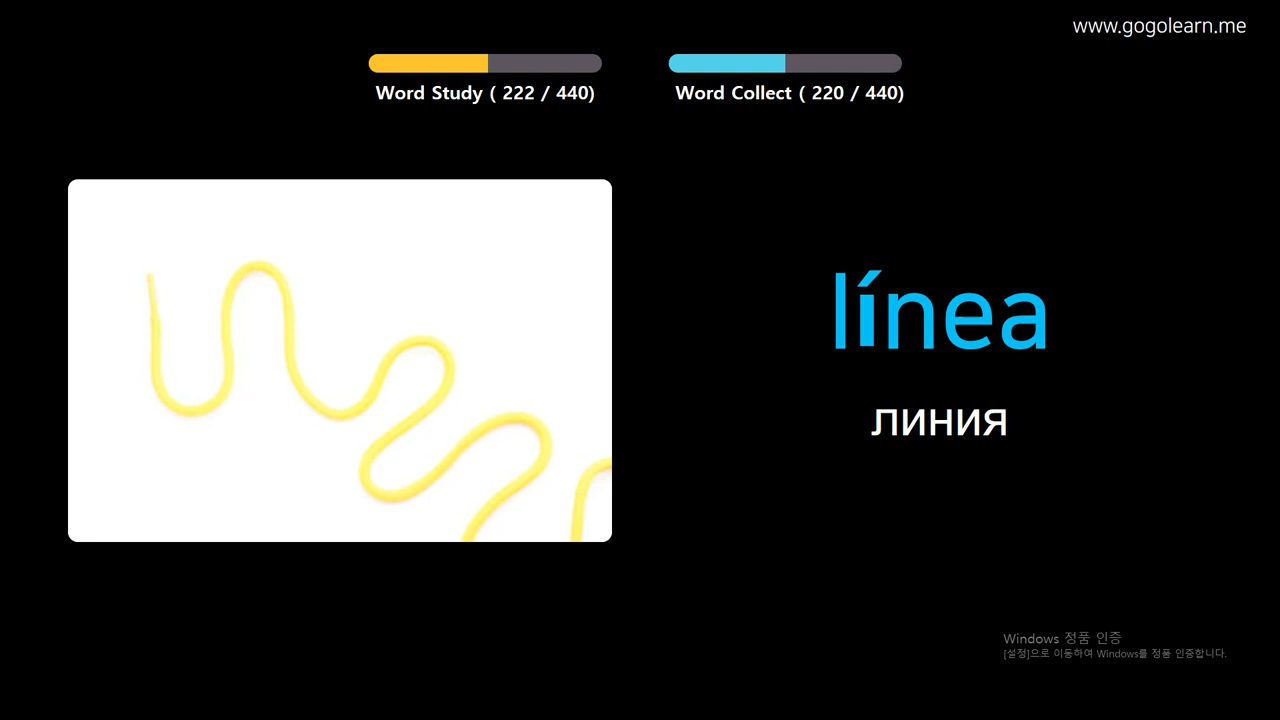 www.gogolearn.me
Word Study ( 222 / 440)
Word Collect ( 220 / 440)
línea
линия
Windows 정품 인증
[설정]으로 이동하여 Windows를 정품 인증합니다.